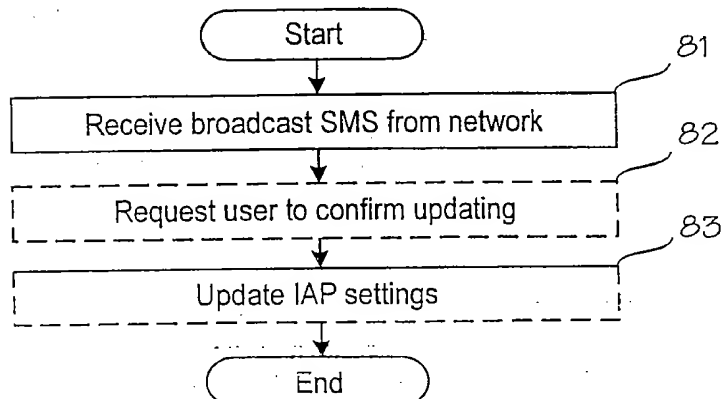 Start
81
Receive broadcast SMS from network
82
Request user to confirm updating
83
Update IAP settings
End